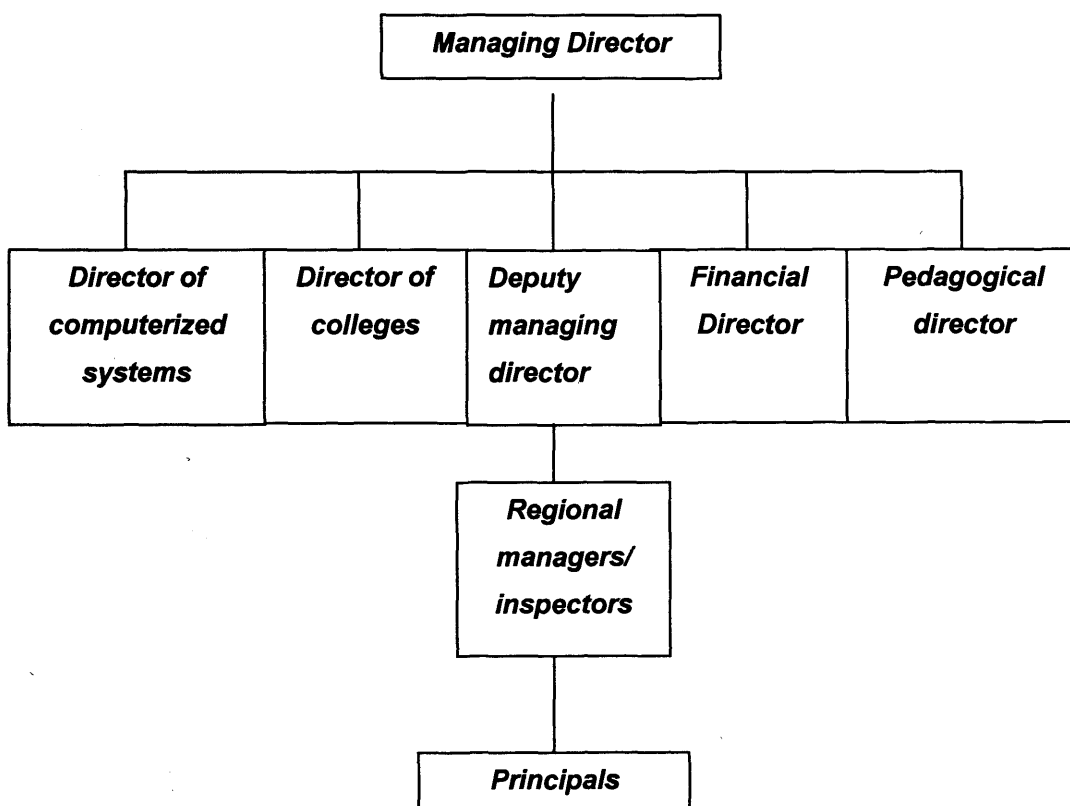 Managing Director
Director of
computerized
systems
Director of
colleges
Deputy
managing
director
Financial
Director
Pedagogical
director
Regional
managers/
inspectors
Principals